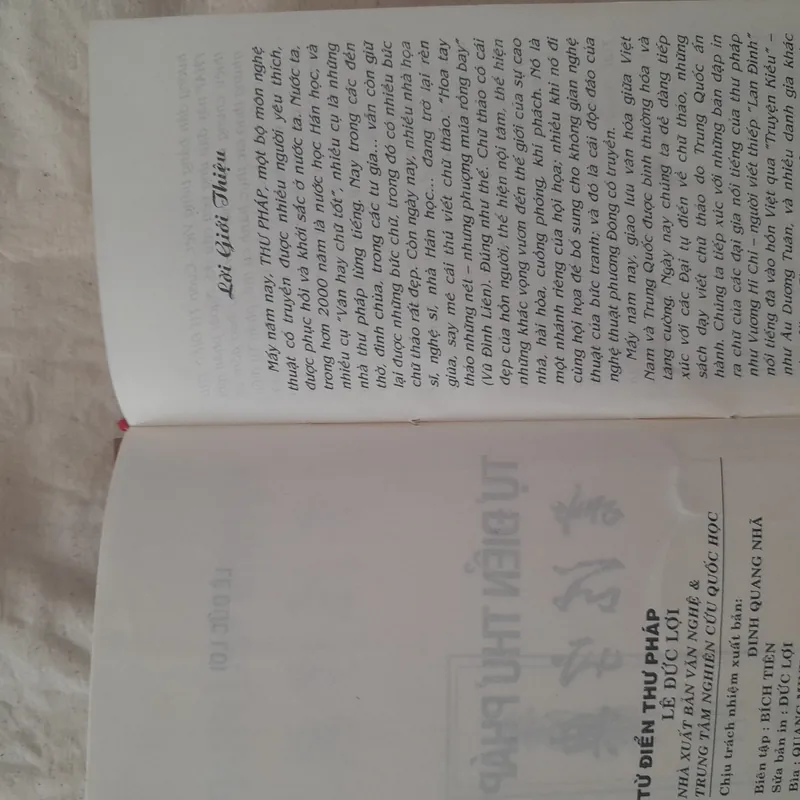 TỪ ĐIỂN THƯ PHÁP
LÊ ĐỨC LỢI
NHÀ XUẤT BẢN VĂN NGHỆ &
TRUNG TÂM NGHIÊN CỨU QUỐC HỌC
Chịu trách nhiệm xuất bản:
ĐINH QUANG NHÃ
Biên tập : BÍCH TIÊN
Sửa bản in : ĐỨC LỢI
Bìa :
Lời Giới Thiệu
Mấy năm nay, THƯ PHÁP, một bộ môn nghệ
thuật cổ truyền được nhiều người yêu thích,
được phục hồi và khởi sắc ở nước ta. Nước ta,
trong hơn 2000 năm là nước học Hán học, và
nhiều cụ "Văn hay chữ tốt", nhiều cụ là những
nhà thư pháp lừng tiếng. Nay trong các đền
thờ, đình chùa, trong các tư gia... vẫn còn giữ
lại được những bức chữ, trong đó có nhiều bức
chữ thảo rất đẹp. Còn ngày nay, nhiều nhà họa
sĩ, nghệ sĩ, nhà Hán học... đang trở lại rèn
giũa, say mê cái thú viết chữ thảo. "Hoa tay
thảo những nét – nhưng phượng múa rồng bay"
(Vũ Đình Liên). Đúng như thế. Chữ thảo có cái
đẹp của hồn người, thể hiện nội tâm, thể hiện
những khác vọng vươn đến thế giới của sự cao
nhã, hài hòa, cuồng phóng, khí phách. Nó là
một nhánh riêng của hội họa; nhiều khi nó đi
cùng hội họa để bổ sung cho không gian nghệ
thuật của bức tranh; và đó là cái độc đáo của
nghệ thuật phương Đông cổ truyền.
Mấy năm nay, giao lưu văn hóa giữa Việt
Nam và Trung Quốc được bình thường hóa và
tăng cường. Ngày nay chúng ta dễ dàng tiếp
xúc với các Đại tự điển về chữ thảo, những
sách dạy viết chữ thảo do Trung Quốc ấn
hành. Chúng ta tiếp xúc với những bản dập in
ra chữ của các đại gia nổi tiếng của thư pháp
như Vương Hi Chi – người viết thiếp "Lan Đình"
nổi tiếng đã vào hồn Việt qua "Truyện Kiều" –
như Âu Dương Tuân, và nhiều danh gia khác